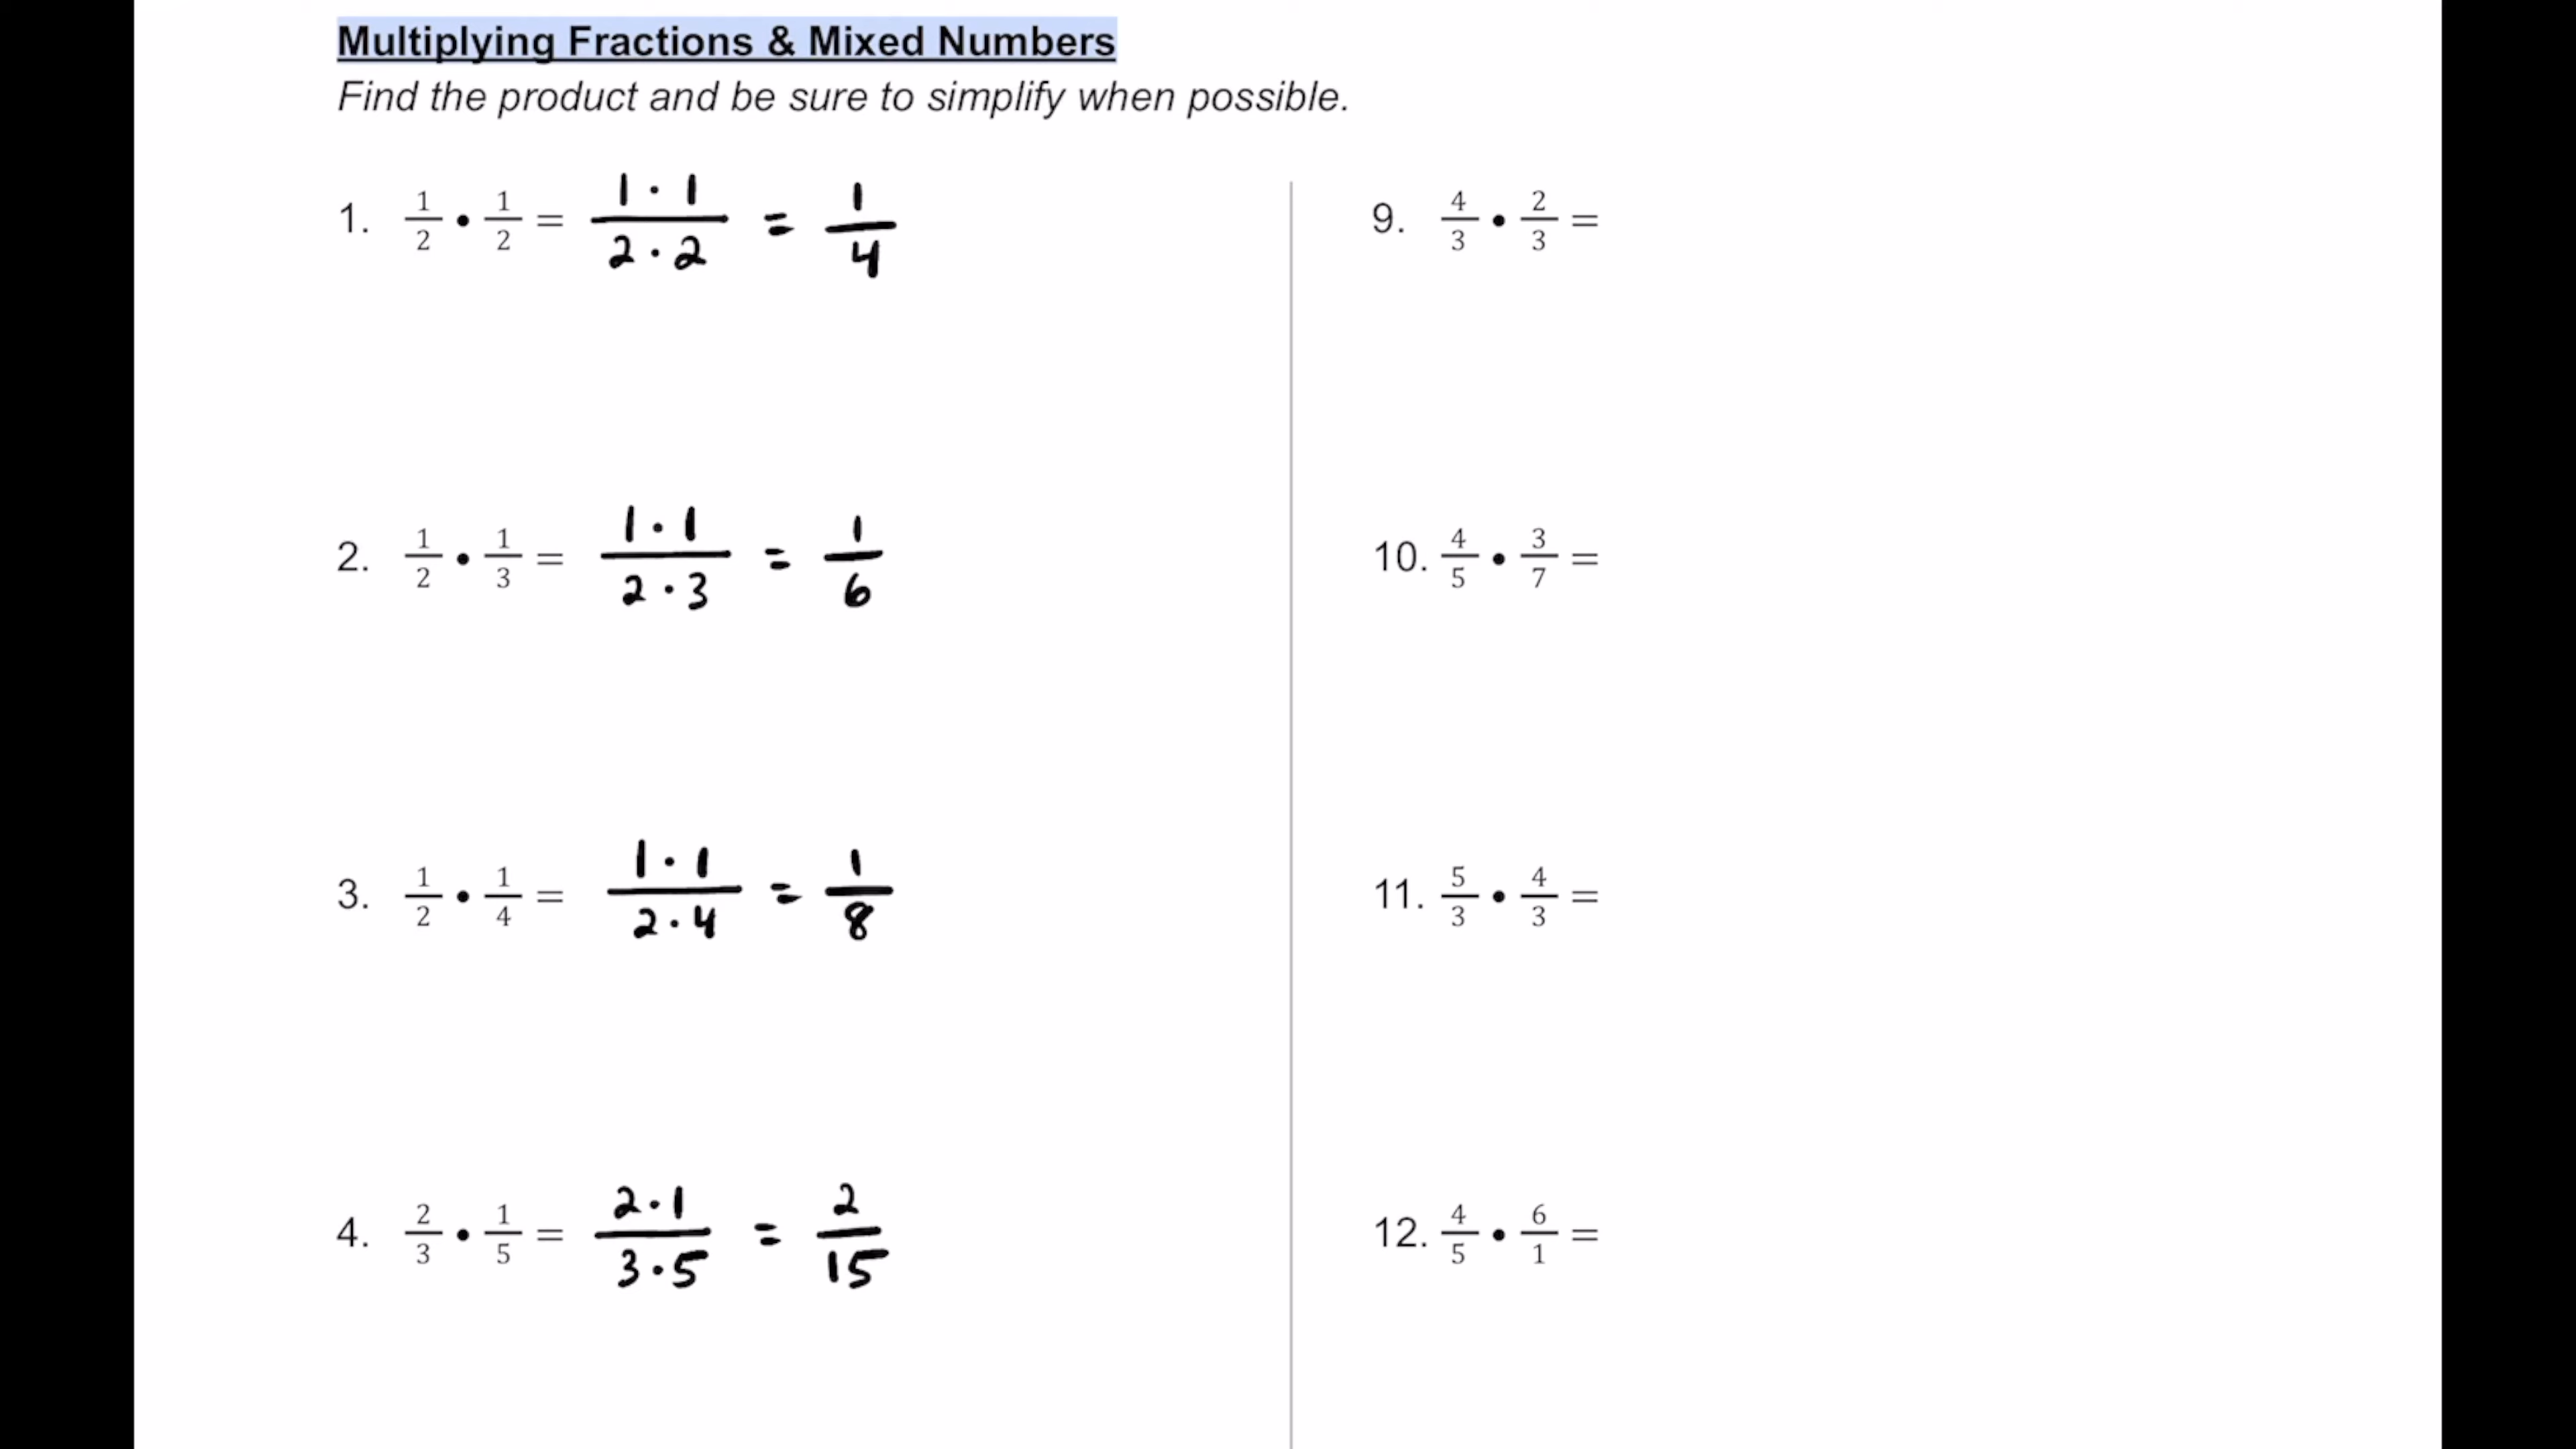 Multiplying Fractions & Mixed Numbers
Find the product and be sure to simplify when possible.
1. 1/2 • 1/2 = 1·1/2·2 = 1/4
2. 1/2 • 1/3 = 1·1/2·3 = 1/6
3. 1/2 • 1/4 = 1·1/2·4 = 1/8
4. 2/3 • 1/5 = 2·1/3·5 = 2/15
9. 4/3 • 2/3 =
10. 4/5 • 3/7 =
11. 5/3 • 4/3 =
12. 4/5 • 6/1 =